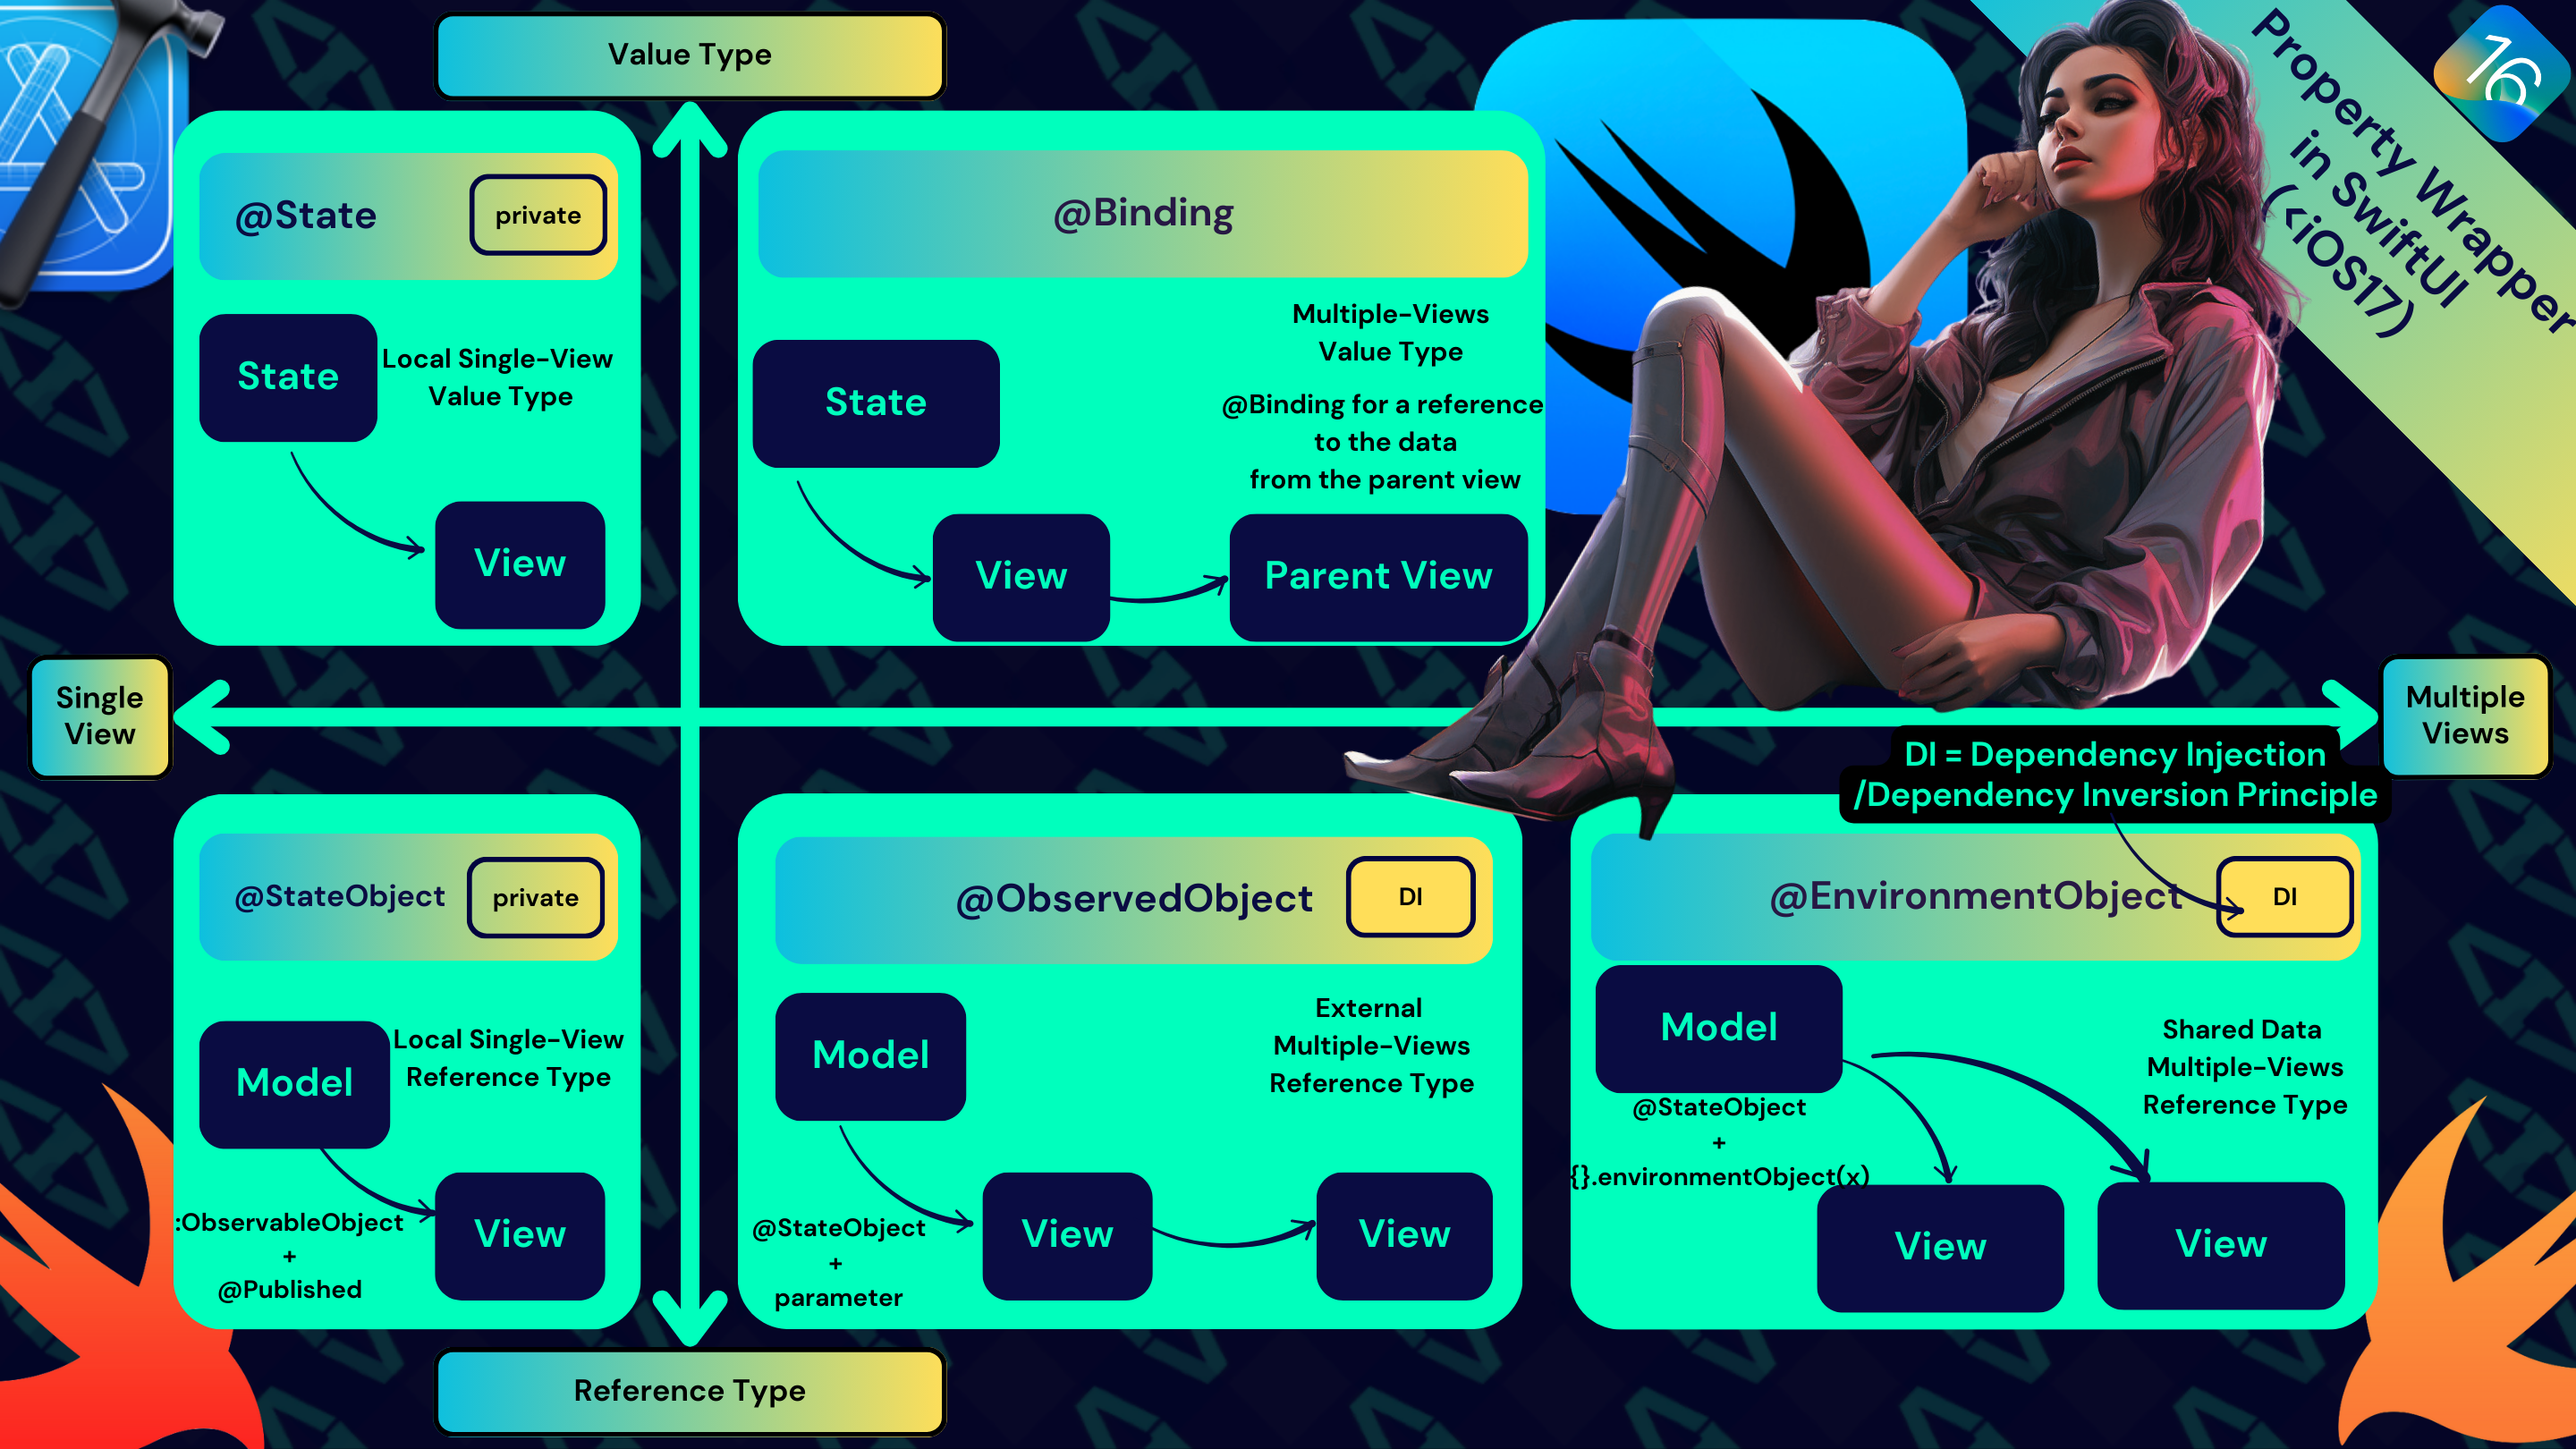 Value Type
Property Wrapper
in SwiftUI
(<iOS17)
16
@State
private
State
Local Single-View
Value Type
View
@Binding
Multiple-Views
Value Type
@Binding for a reference
to the data
from the parent view
State
View
Parent View
Single
View
Multiple
Views
DI = Dependency Injection
/Dependency Inversion Principle
@StateObject
private
Model
Local Single-View
Reference Type
:ObservableObject
+
@Published
View
@ObservedObject
DI
Model
External
Multiple-Views
Reference Type
@StateObject
+
parameter
View
View
@EnvironmentObject
DI
Model
Shared Data
Multiple-Views
Reference Type
@StateObject
+
{}.environmentObject(x)
View
View
Reference Type